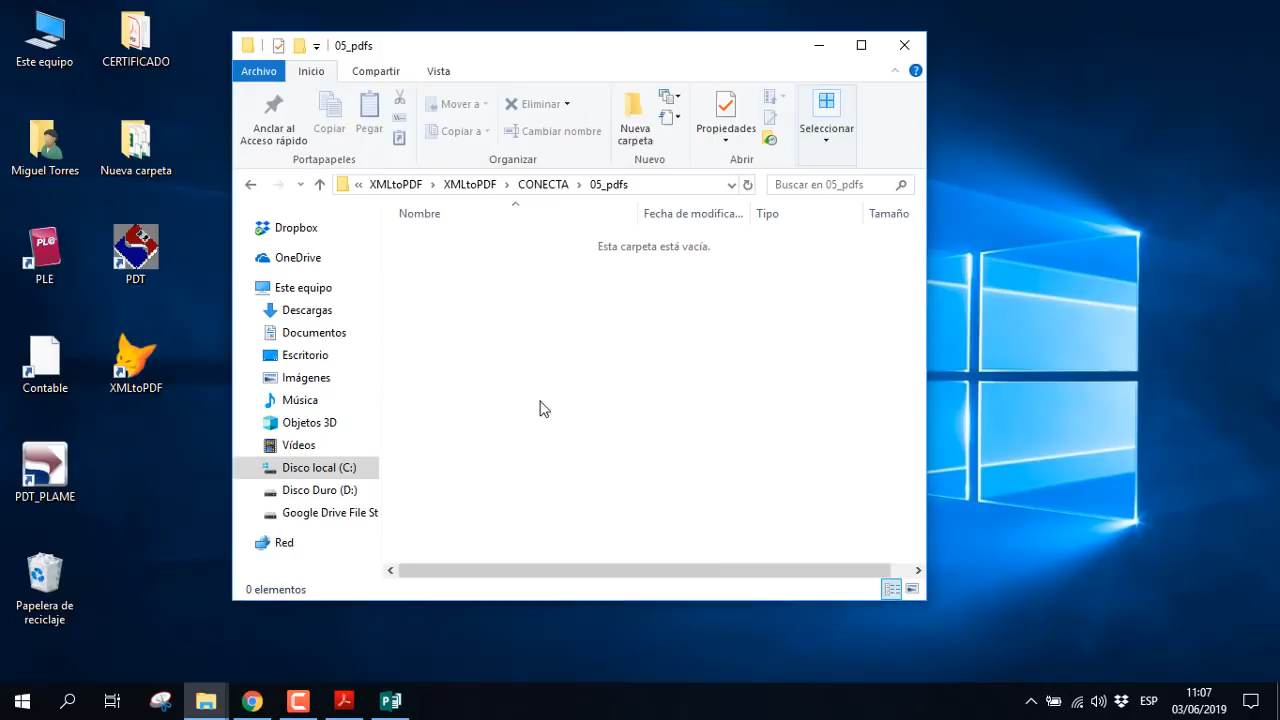 Este equipo
CERTIFICADO
Miguel Torres
Nueva carpeta
PLE
PDT
Contable
XMLtoPDF
PDT_PLAME
Papelera de
reciclaje
05_pdfs
Archivo
Inicio
Compartir
Vista
Anclar al
Acceso rápido
Copiar
Pegar
Portapapeles
Mover a
Copiar a
Eliminar
Cambiar nombre
Organizar
Nueva
carpeta
Nuevo
Propiedades
Abrir
Seleccionar
« XMLtoPDF › XMLtoPDF › CONECTA › 05_pdfs
Buscar en 05_pdfs
Nombre
Fecha de modifica...
Tipo
Tamaño
Esta carpeta está vacía.
Dropbox
OneDrive
Este equipo
Descargas
Documentos
Escritorio
Imágenes
Música
Objetos 3D
Vídeos
Disco local (C:)
Disco Duro (D:)
Google Drive File St
Red
0 elementos
ESP
11:07
03/06/2019